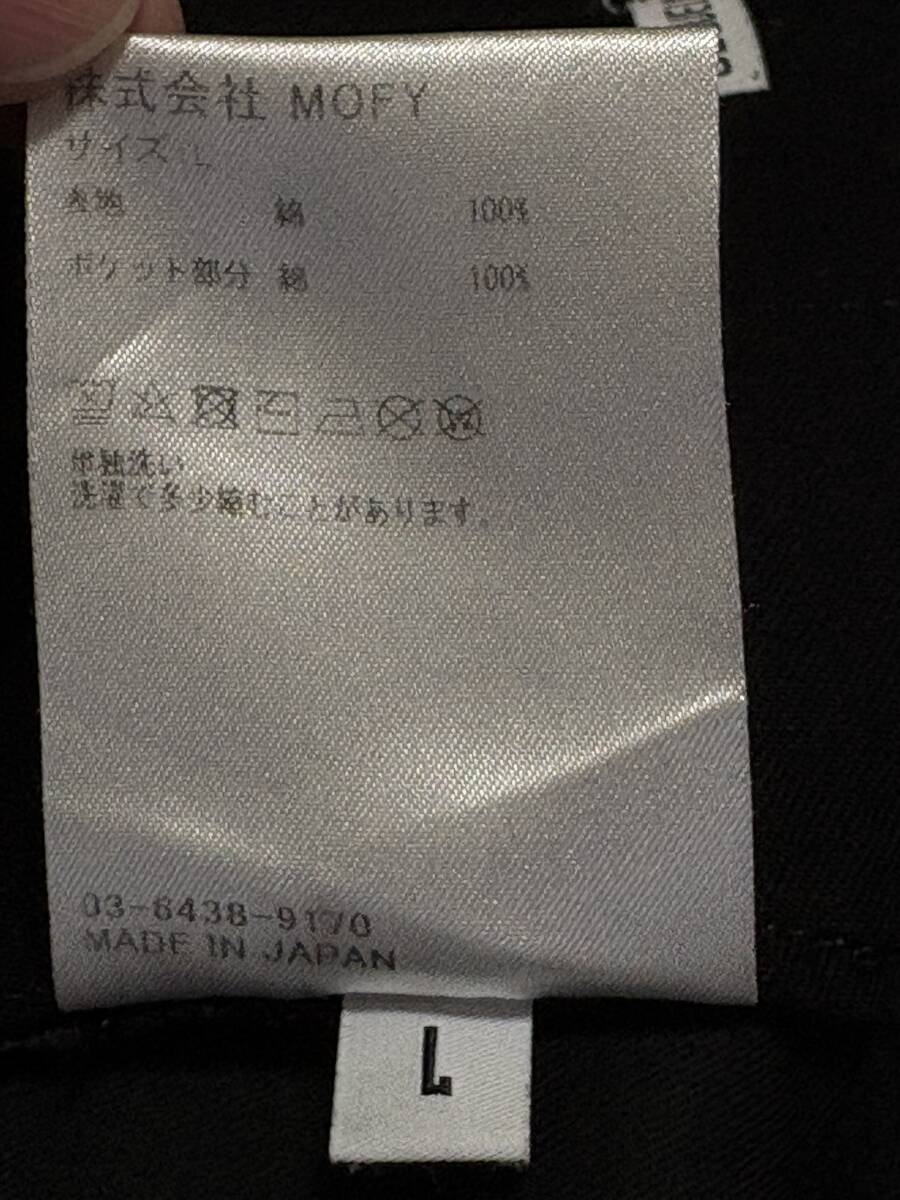 株式会社 MOFY
サイズ L
生地 綿 100%
ポケット部分 綿 100%
単独洗い
洗濯で多少縮むことがあります。
03-6438-9170
MADE IN JAPAN
L